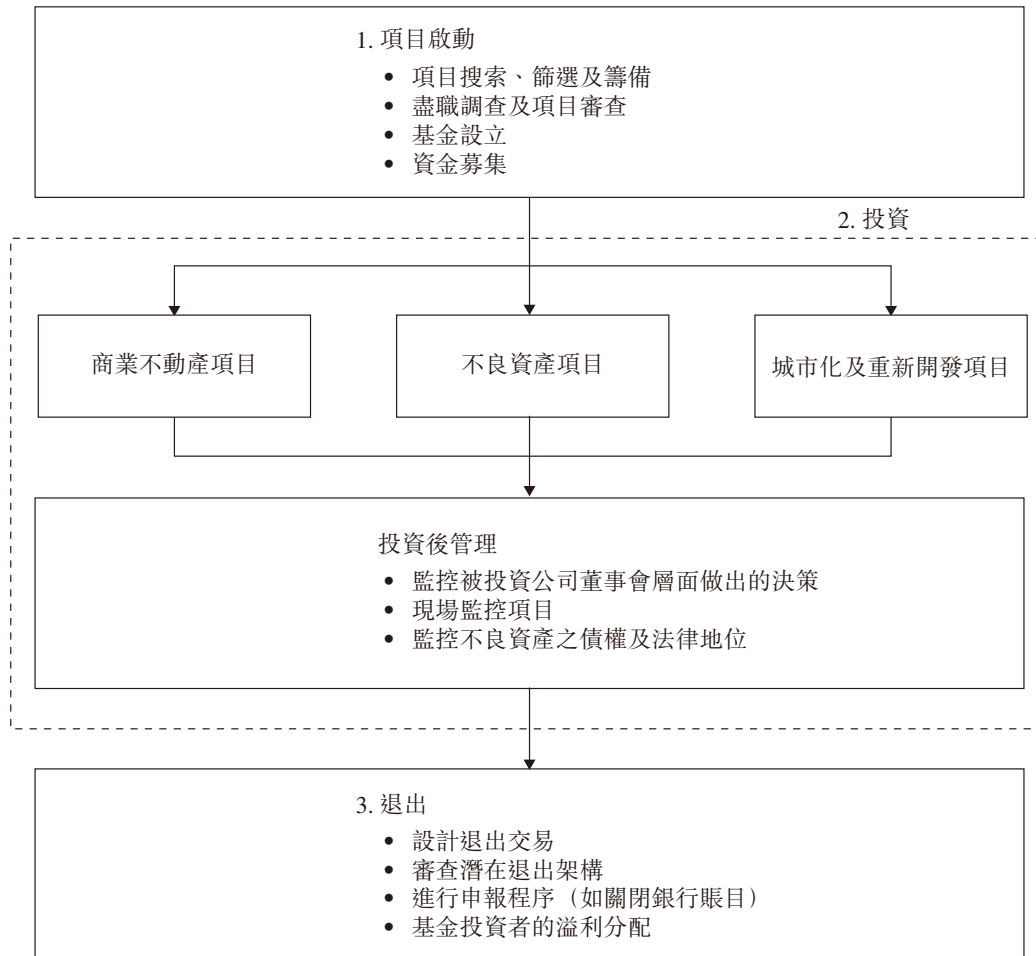 1. 項目啟動
• 項目搜索、篩選及籌備
• 盡職調查及項目審查
• 基金設立
• 資金募集
2. 投資
商業不動產項目
不良資產項目
城市化及重新開發項目
投資後管理
• 監控被投資公司董事會層面做出的決策
• 現場監控項目
• 監控不良資產之債權及法律地位
3. 退出
• 設計退出交易
• 審查潛在退出架構
• 進行申報程序（如關閉銀行賬目）
• 基金投資者的溢利分配